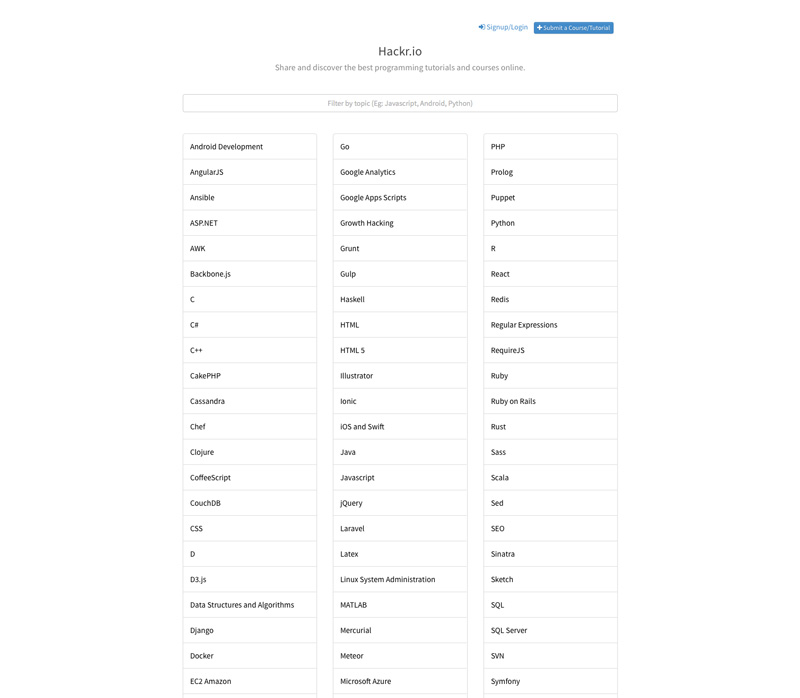 Signup/Login
Submit a Course/Tutorial
Hackr.io
Share and discover the best programming tutorials and courses online.
Filter by topic (Eg: Javascript, Android, Python)
Android Development
AngularJS
Ansible
ASP.NET
AWK
Backbone.js
C
C#
C++
CakePHP
Cassandra
Chef
Clojure
CoffeeScript
CouchDB
CSS
D
D3.js
Data Structures and Algorithms
Django
Docker
EC2 Amazon
Go
Google Analytics
Google Apps Scripts
Growth Hacking
Grunt
Gulp
Haskell
HTML
HTML 5
Illustrator
Ionic
iOS and Swift
Java
Javascript
jQuery
Laravel
Latex
Linux System Administration
MATLAB
Mercurial
Meteor
Microsoft Azure
PHP
Prolog
Puppet
Python
R
React
Redis
Regular Expressions
RequireJS
Ruby
Ruby on Rails
Rust
Sass
Scala
Sed
SEO
Sinatra
Sketch
SQL
SQL Server
SVN
Symfony